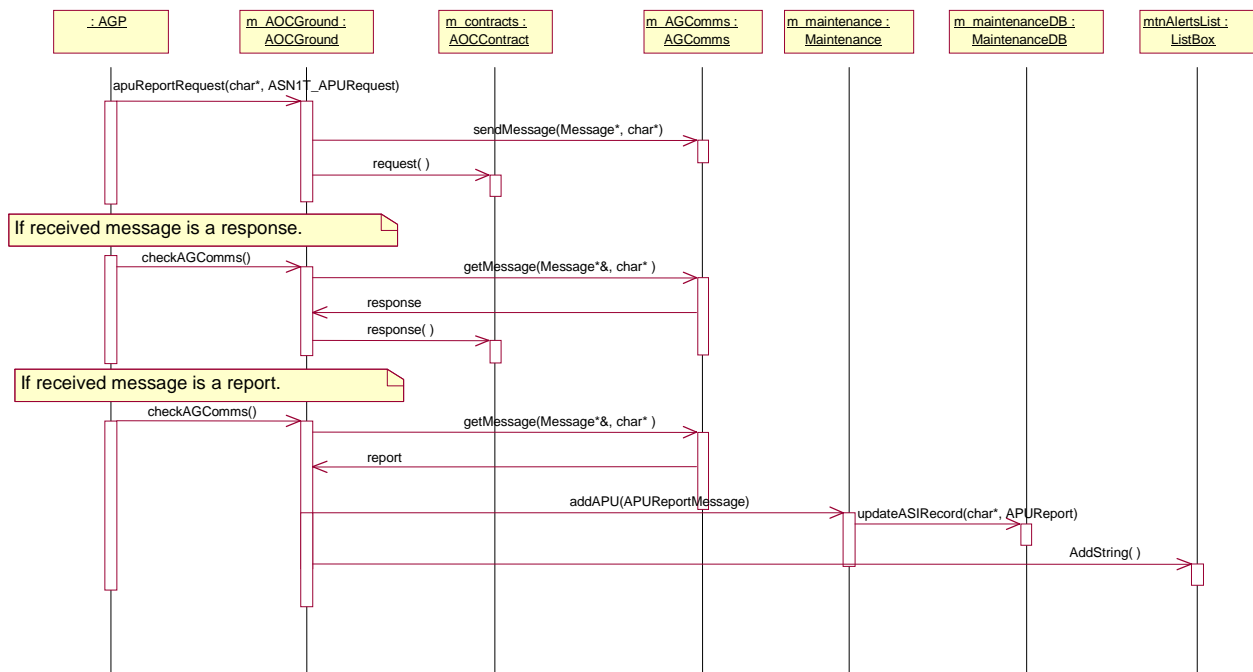 : AGP
m_AOCGround :
AOCGround
m_contracts :
AOCContract
m_AGComms :
AGComms
m_maintenance :
Maintenance
m_maintenanceDB :
MaintenanceDB
mtnAlertsList :
ListBox
apuReportRequest(char*, ASN1T_APURequest)
sendMessage(Message*, char*)
request( )
If received message is a response.
checkAGComms()
getMessage(Message*&, char* )
response
response( )
If received message is a report.
checkAGComms()
getMessage(Message*&, char* )
report
addAPU(APUReportMessage)
updateASIRecord(char*, APUReport)
AddString( )